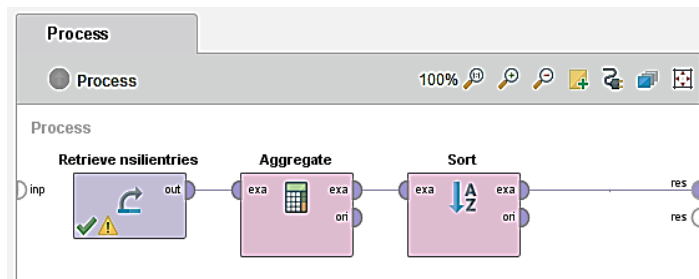 Process
Process
100%
Process
Retrieve nsilientries
Aggregate
Sort
inp
out
exa
exa
ori
exa
exa
ori
res
res
A
Z